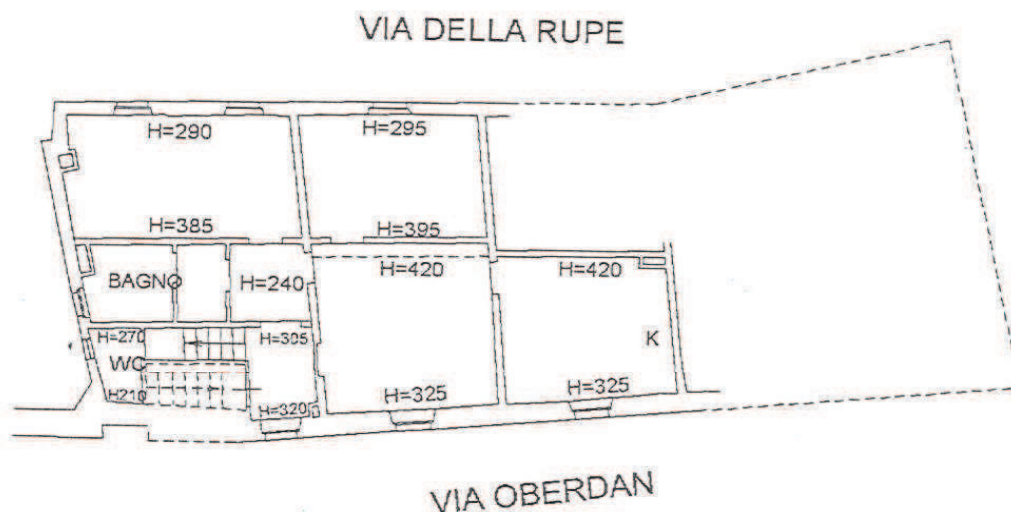 VIA DELLA RUPE
H=290
H=295
H=385
H=395
BAGNO
H=240
H=420
H=420
H=270
H=305
WC
K
H210
H=320
H=325
H=325
VIA OBERDAN